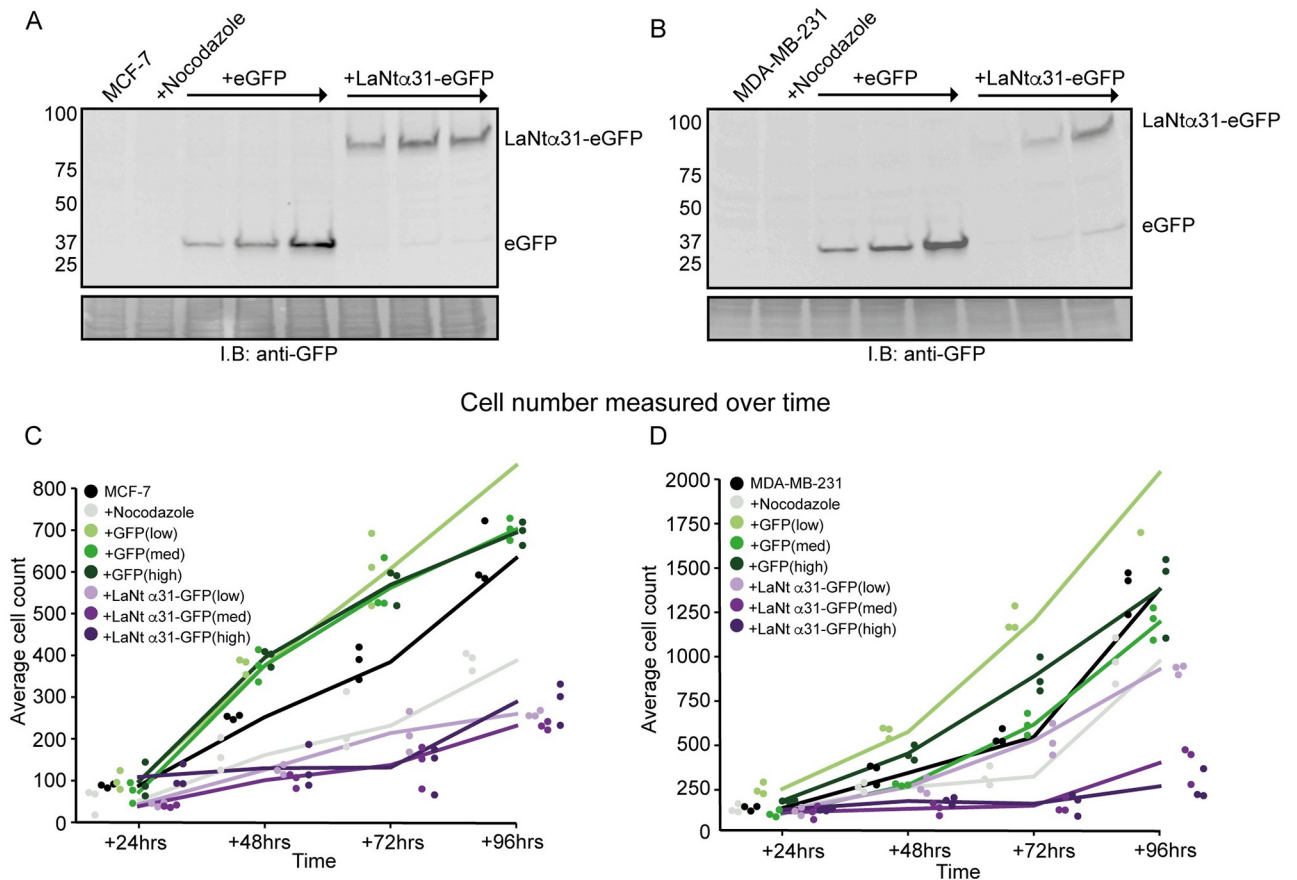 A
MCF-7
+Nocodazole
+eGFP
+LaNtα31-eGFP
100
75
50
37
25
LaNtα31-eGFP
eGFP
I.B: anti-GFP
B
MDA-MB-231
+Nocodazole
+eGFP
+LaNtα31-eGFP
100
75
50
37
25
LaNtα31-eGFP
eGFP
I.B: anti-GFP
Cell number measured over time
C
Average cell count
800
700
600
500
400
300
200
100
0
MCF-7
+Nocodazole
+GFP(low)
+GFP(med)
+GFP(high)
+LaNt α31-GFP(low)
+LaNt α31-GFP(med)
+LaNt α31-GFP(high)
+24hrs
+48hrs
+72hrs
+96hrs
Time
D
Average cell count
2000
1750
1500
1250
1000
750
500
250
0
MDA-MB-231
+Nocodazole
+GFP(low)
+GFP(med)
+GFP(high)
+LaNt α31-GFP(low)
+LaNt α31-GFP(med)
+LaNt α31-GFP(high)
+24hrs
+48hrs
+72hrs
+96hrs
Time